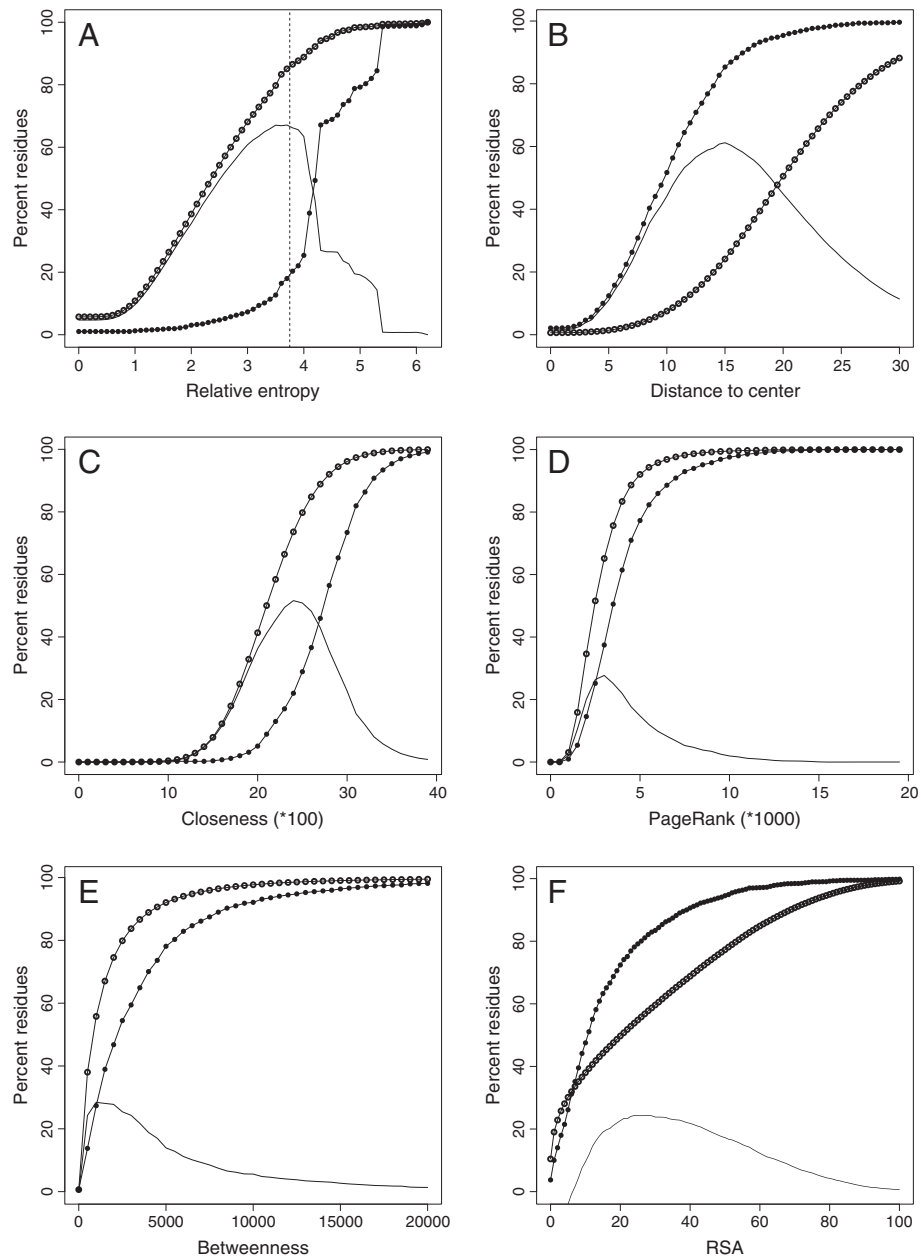 A
Percent residues
0 20 40 60 80 100
0 1 2 3 4 5 6
Relative entropy
B
Percent residues
0 20 40 60 80 100
0 5 10 15 20 25 30
Distance to center
C
Percent residues
0 20 40 60 80 100
0 10 20 30 40
Closeness (*100)
D
Percent residues
0 20 40 60 80 100
0 5 10 15 20
PageRank (*1000)
E
Percent residues
0 20 40 60 80 100
0 5000 10000 15000 20000
Betweenness
F
Percent residues
0 20 40 60 80 100
0 20 40 60 80 100
RSA